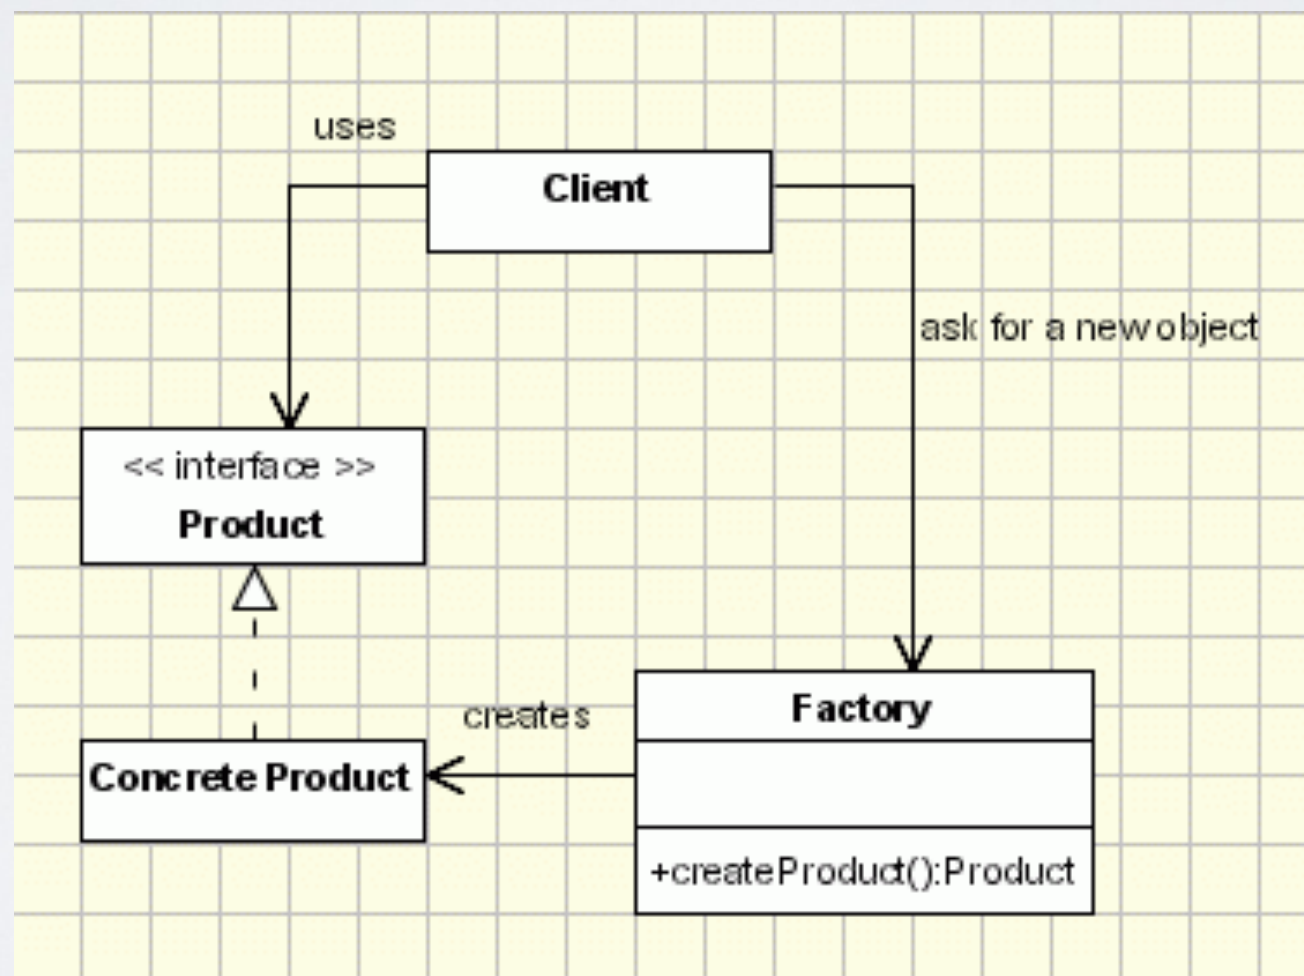 uses
Client
ask for a new object
<< interface >>
Product
creates
Factory
Concrete Product
+createProduct():Product